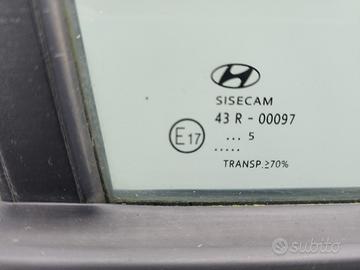 SISECAM
43 R - 00097
E17
... 5
.....
TRANSP.≥70%
subito